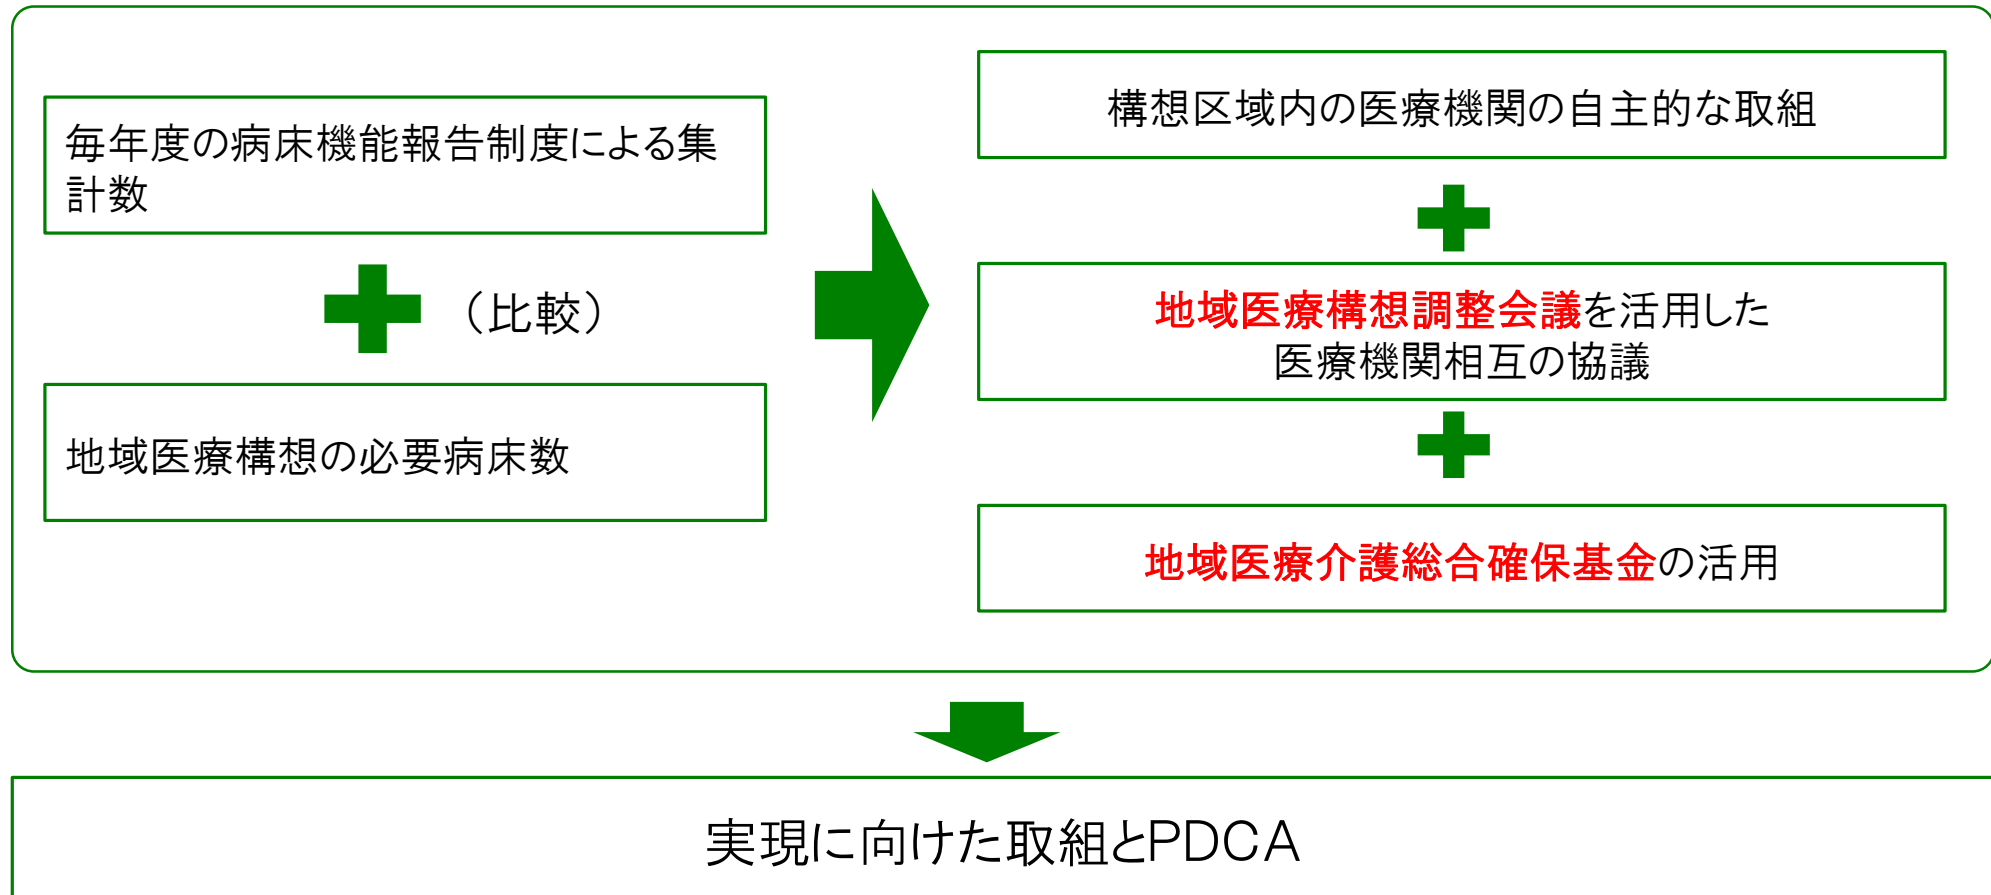 毎年度の病床機能報告制度による集
計数
（比較）
地域医療構想の必要病床数
構想区域内の医療機関の自主的な取組
地域医療構想調整会議を活用した
医療機関相互の協議
地域医療介護総合確保基金の活用
実現に向けた取組とPDCA